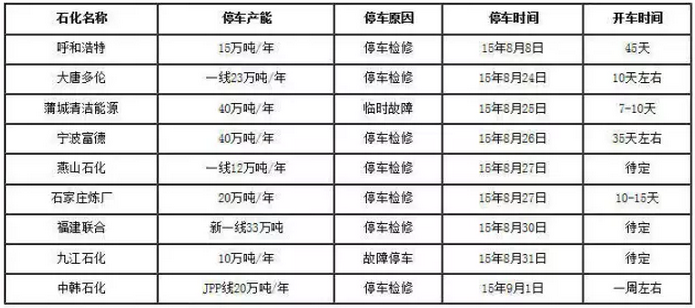 石化名称 停车产能 停车原因 停车时间 开车时间
呼和浩特 15万吨/年 停车检修 15年8月8日 45天
大唐多伦 一线23万吨/年 停车检修 15年8月24日 10天左右
蒲城清洁能源 40万吨/年 临时故障 15年8月25日 7-10天
宁波富德 40万吨/年 停车检修 15年8月26日 35天左右
燕山石化 一线12万吨/年 停车检修 15年8月27日 待定
石家庄炼厂 20万吨/年 停车检修 15年8月27日 10-15天
福建联合 新一线33万吨 停车检修 15年8月30日 待定
九江石化 10万吨/年 故障停车 15年8月31日 待定
中韩石化 JPP线20万吨/年 停车检修 15年9月1日 一周左右